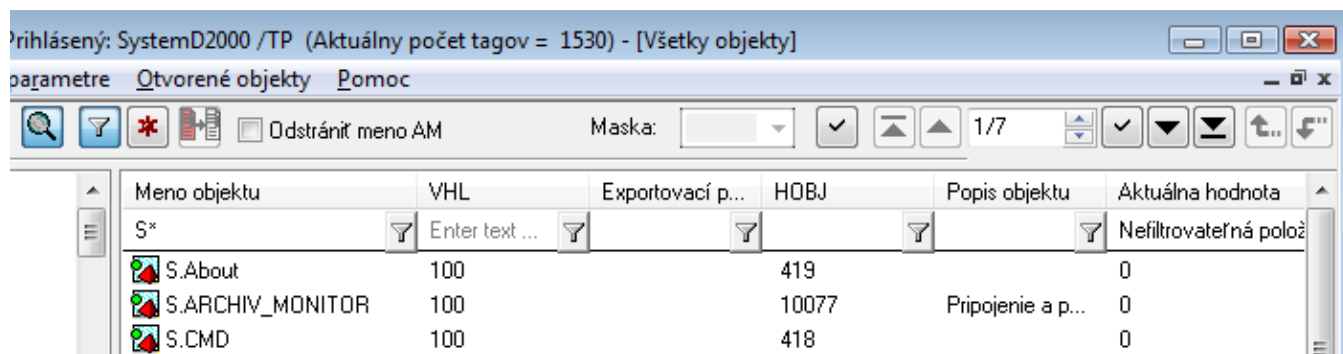 Prihlásený: SystemD2000 /TP (Aktuálny počet tagov = 1530) - [Všetky objekty]
parametre Otvorené objekty Pomoc
Odstrániť meno AM Maska: 1/7
Meno objektu VHL Exportovací p... HOBJ Popis objektu Aktuálna hodnota
S* Enter text ... Nefiltrovateľná polož
S.About 100 419 0
S.ARCHIV_MONITOR 100 10077 Pripojenie a p... 0
S.CMD 100 418 0